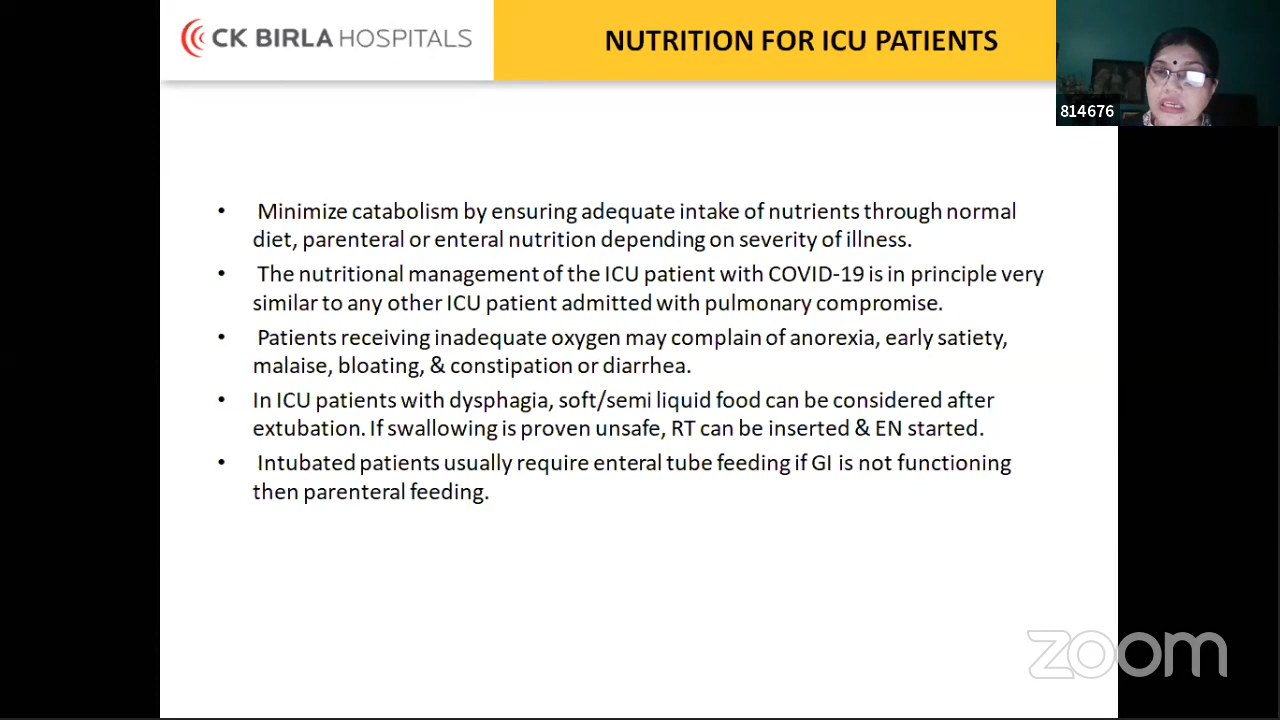 CK BIRLA HOSPITALS
NUTRITION FOR ICU PATIENTS
814676
• Minimize catabolism by ensuring adequate intake of nutrients through normal
diet, parenteral or enteral nutrition depending on severity of illness.
• The nutritional management of the ICU patient with COVID-19 is in principle very
similar to any other ICU patient admitted with pulmonary compromise.
• Patients receiving inadequate oxygen may complain of anorexia, early satiety,
malaise, bloating, & constipation or diarrhea.
• In ICU patients with dysphagia, soft/semi liquid food can be considered after
extubation. If swallowing is proven unsafe, RT can be inserted & EN started.
• Intubated patients usually require enteral tube feeding if GI is not functioning
then parenteral feeding.
zoom